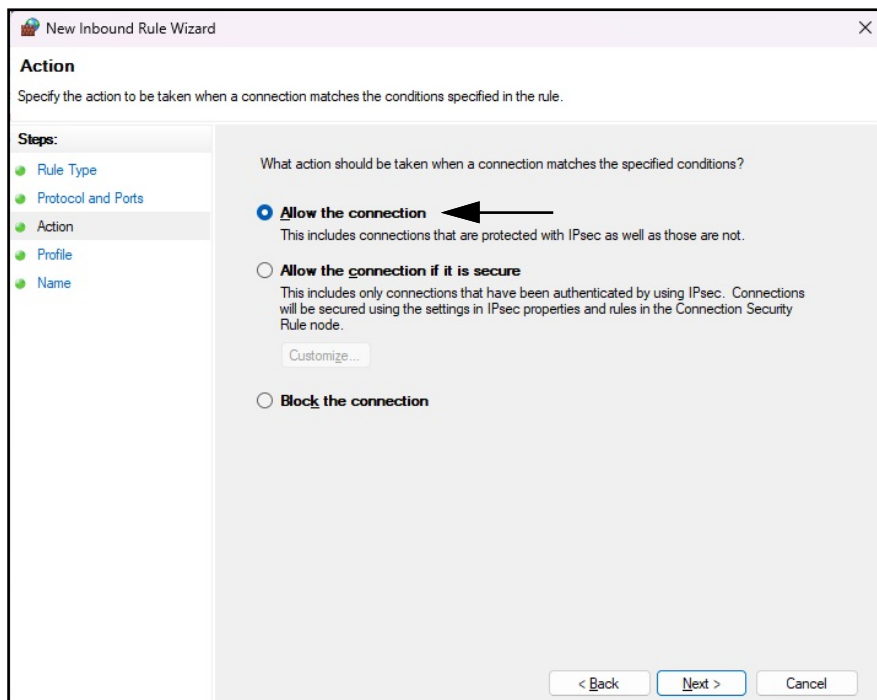 New Inbound Rule Wizard
Action
Specify the action to be taken when a connection matches the conditions specified in the rule.
Steps:
Rule Type
Protocol and Ports
Action
Profile
Name
What action should be taken when a connection matches the specified conditions?
Allow the connection
This includes connections that are protected with IPsec as well as those are not.
Allow the connection if it is secure
This includes only connections that have been authenticated by using IPsec. Connections
will be secured using the settings in IPsec properties and rules in the Connection Security
Rule node.
Customize...
Block the connection
< Back
Next >
Cancel